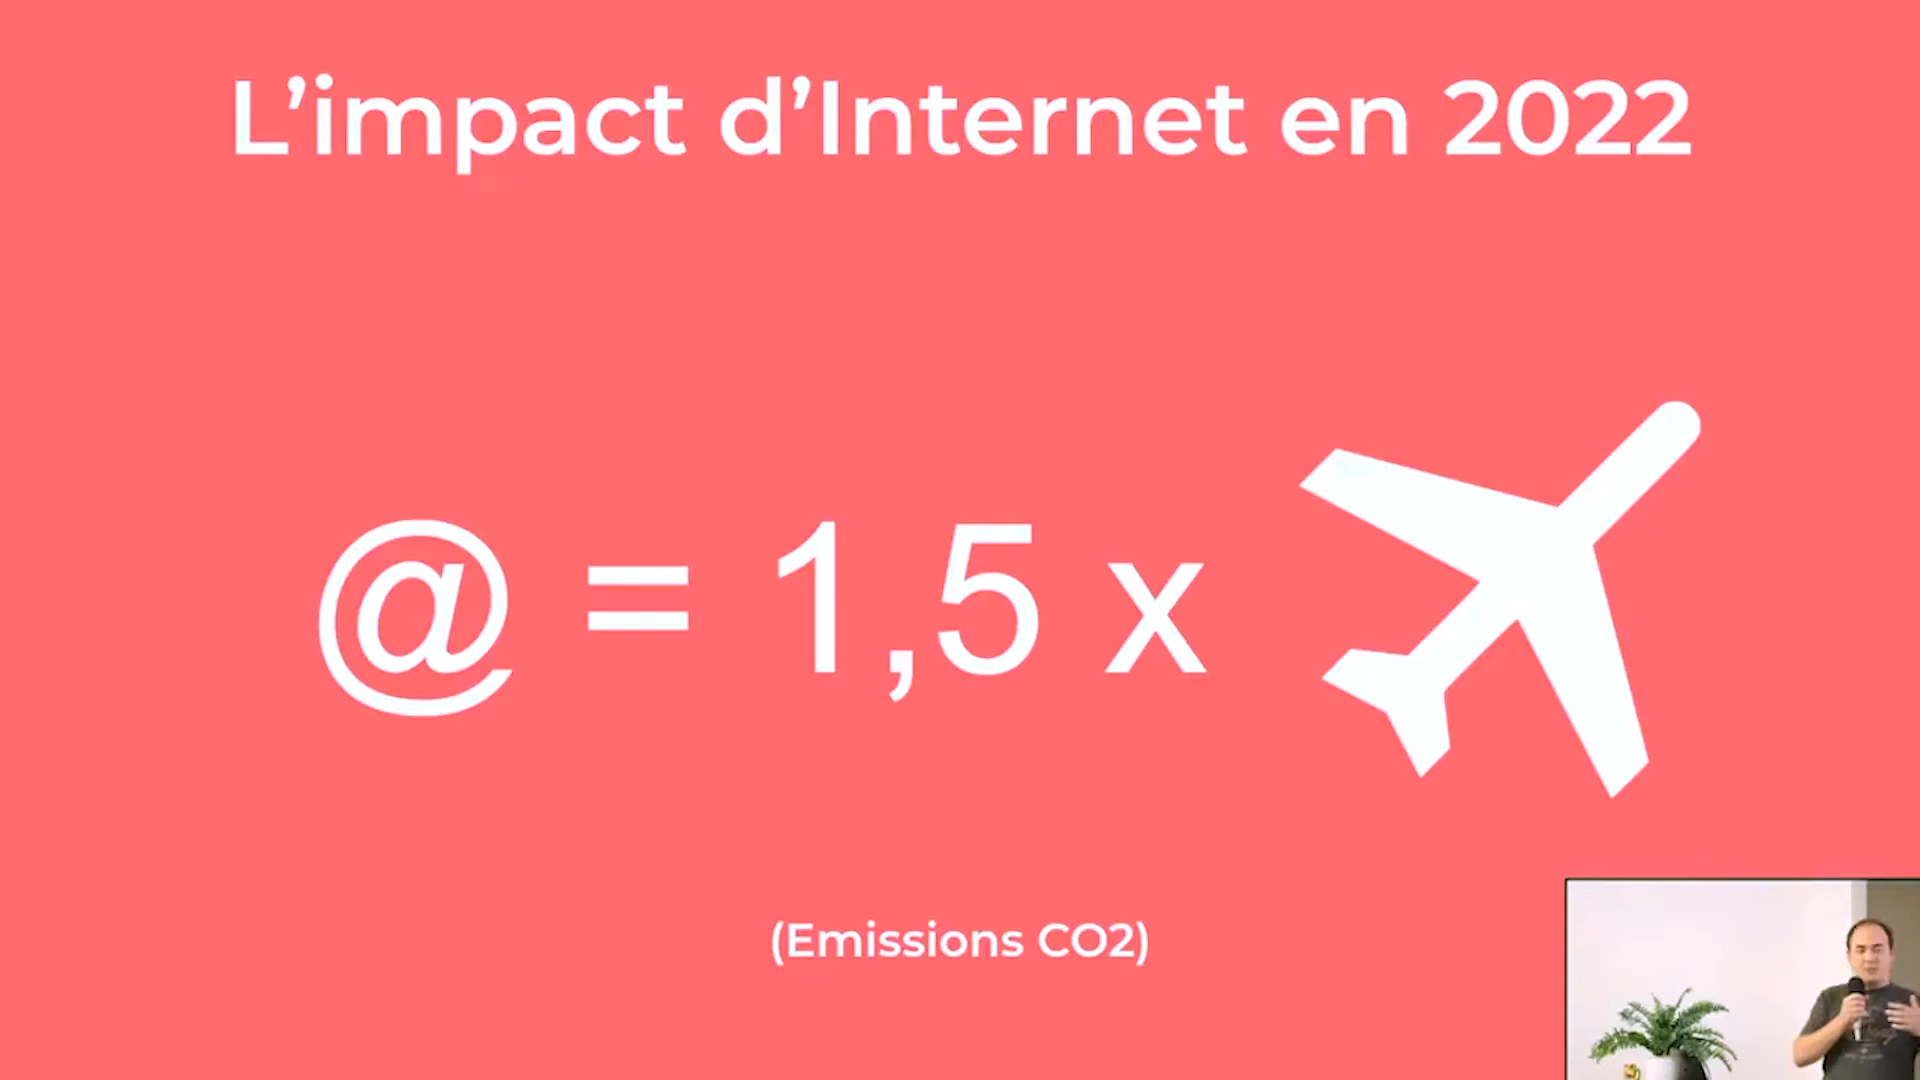 L’impact d’Internet en 2022
@ = 1,5 x
(Emissions CO2)